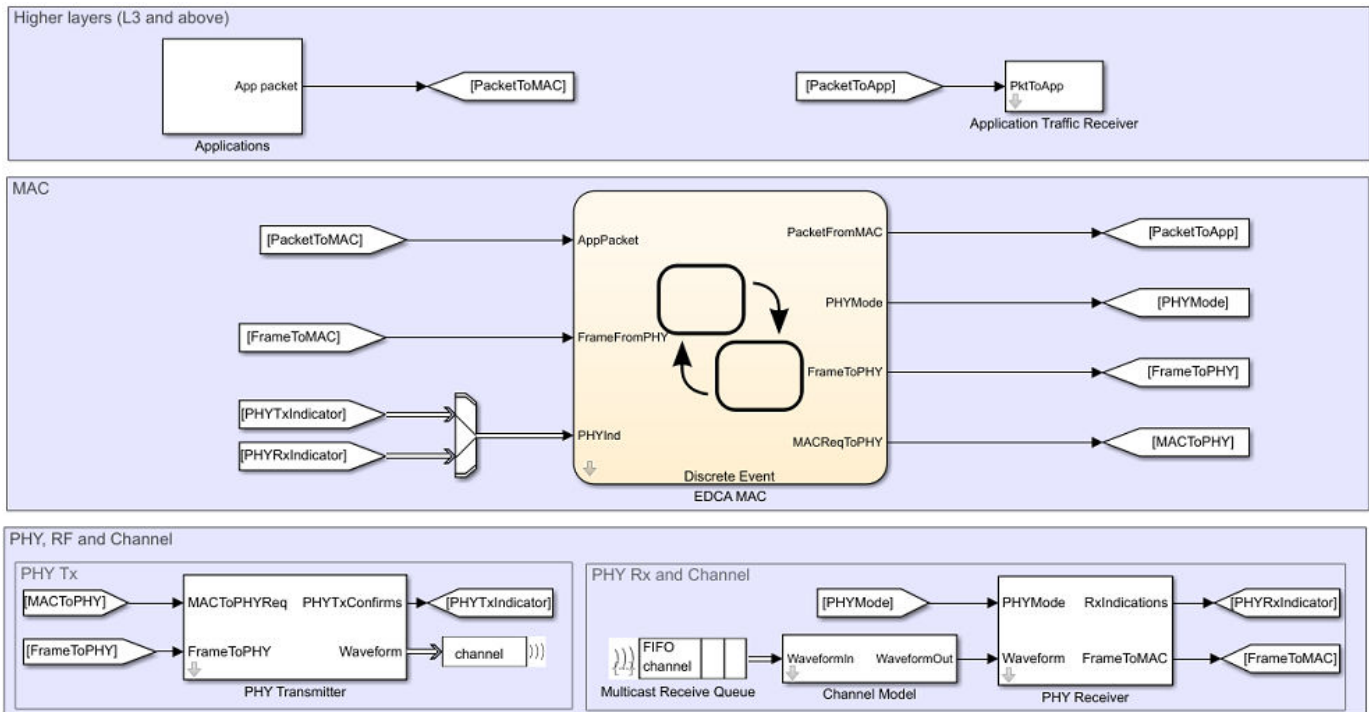 Higher layers (L3 and above)
App packet
Applications
[PacketToMAC]
[PacketToApp]
PktToApp
Application Traffic Receiver
MAC
[PacketToMAC]
AppPacket
PacketFromMAC
[PacketToApp]
PHYMode
[PHYMode]
[FrameToMAC]
FrameFromPHY
FrameToPHY
[FrameToPHY]
[PHYTxIndicator]
[PHYRxIndicator]
PHYInd
MACReqToPHY
[MACToPHY]
Discrete Event
EDCA MAC
PHY, RF and Channel
PHY Tx
[MACToPHY]
MACToPHYReq
PHYTxConfirms
[PHYTxIndicator]
[FrameToPHY]
FrameToPHY
Waveform
channel
PHY Transmitter
PHY Rx and Channel
[PHYMode]
PHYMode
RxIndications
[PHYRxIndicator]
FIFO
channel
Multicast Receive Queue
WaveformIn
WaveformOut
Channel Model
Waveform
FrameToMAC
[FrameToMAC]
PHY Receiver